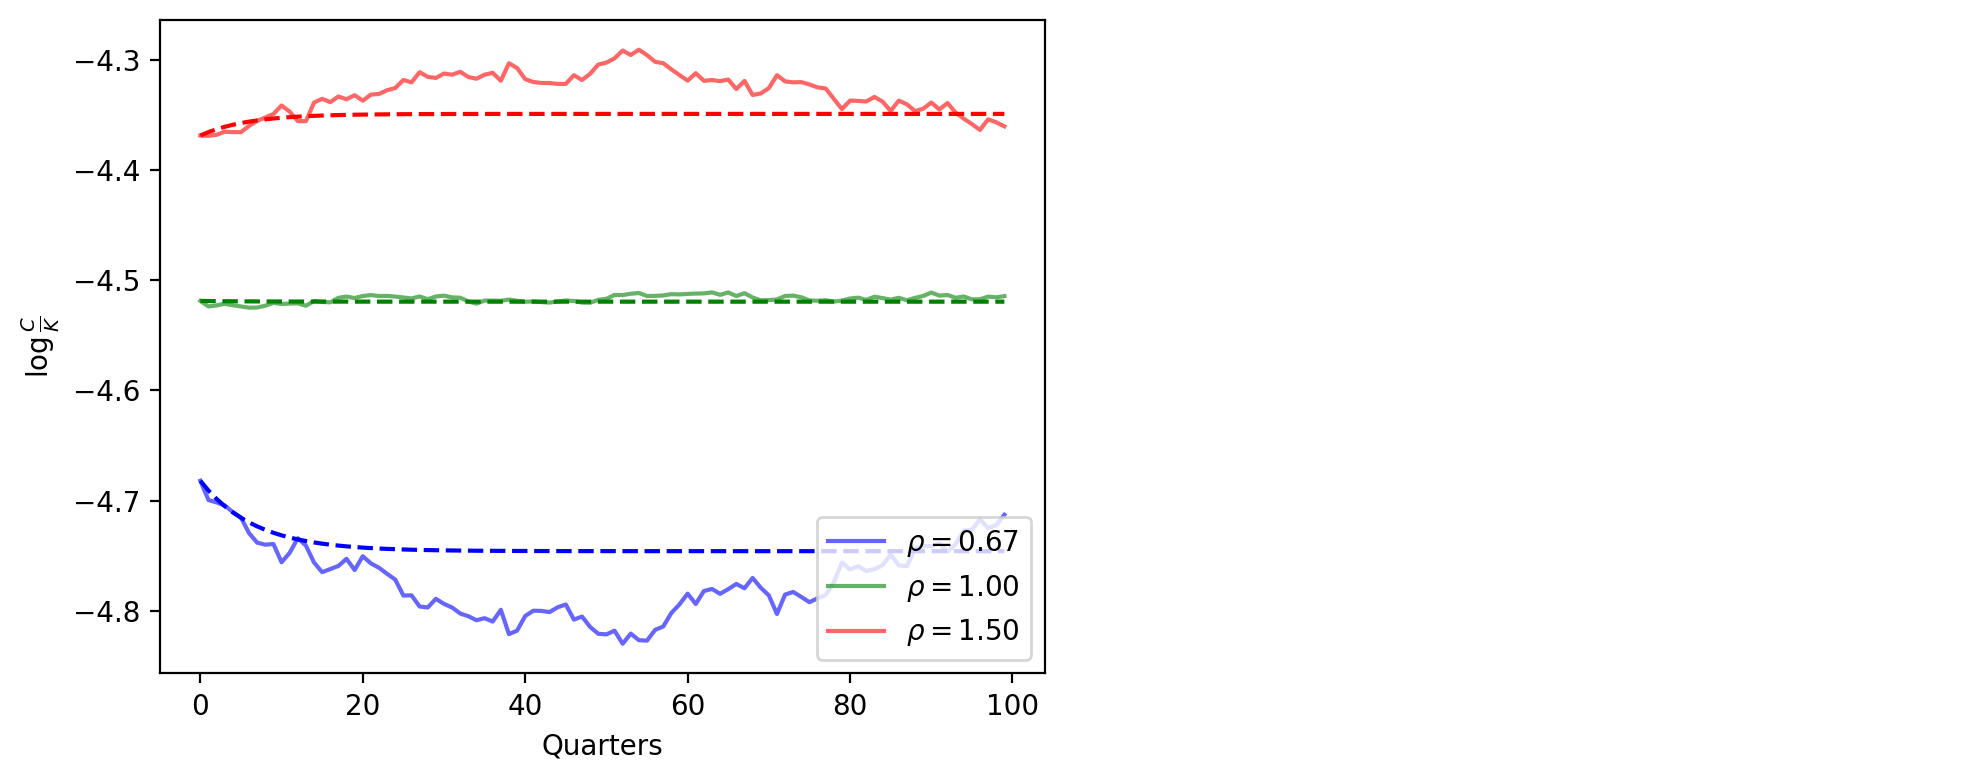 −4.3
−4.4
−4.5
−4.6
−4.7
−4.8
log C/K
0 20 40 60 80 100
Quarters
ρ = 0.67
ρ = 1.00
ρ = 1.50